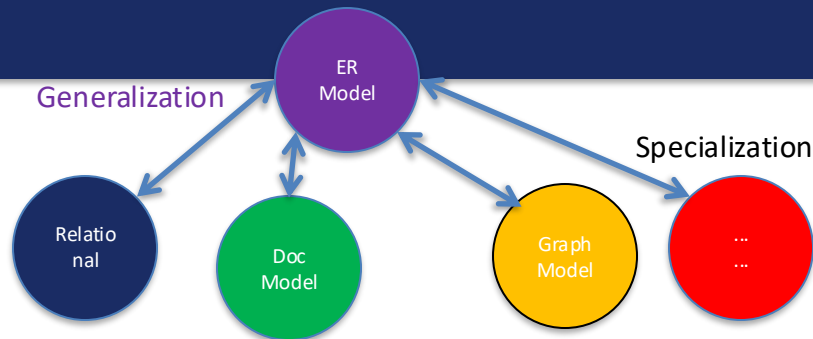 ER
Model
Generalization
Specialization
Relatio
nal
Doc
Model
Graph
Model
...
...